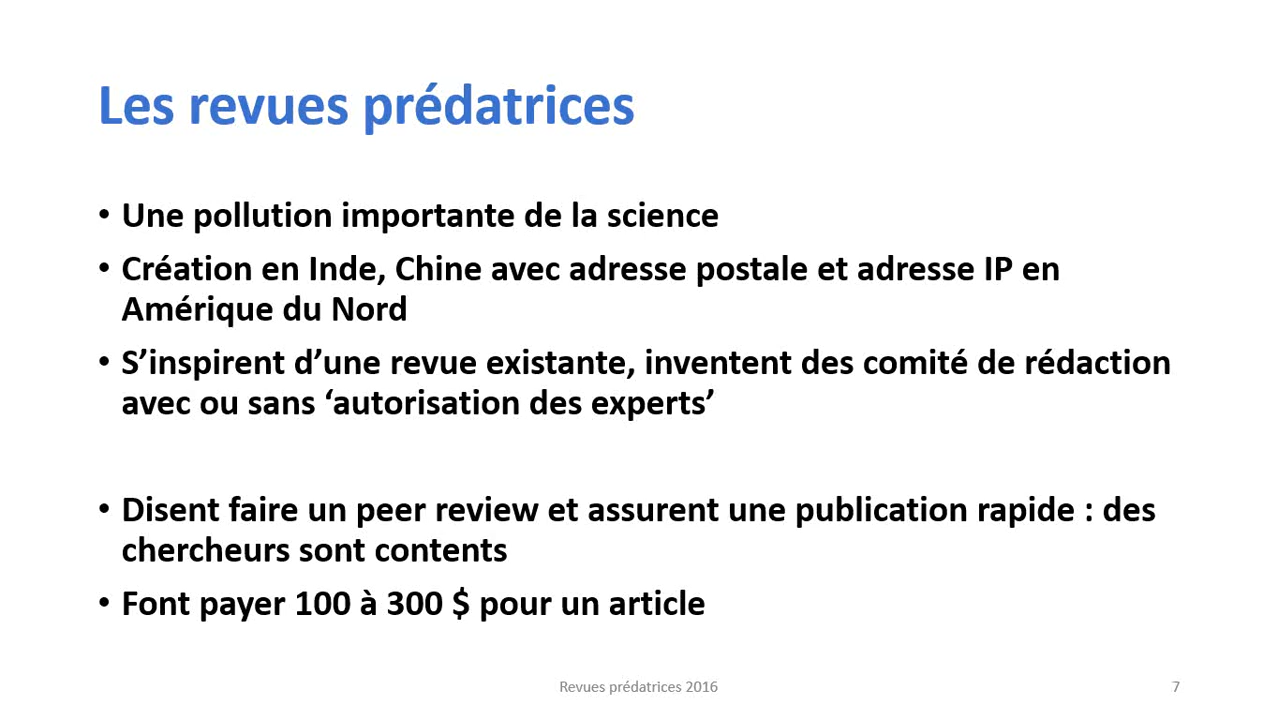 Les revues prédatrices
• Une pollution importante de la science
• Création en Inde, Chine avec adresse postale et adresse IP en
Amérique du Nord
• S’inspirent d’une revue existante, inventent des comité de rédaction
avec ou sans ‘autorisation des experts’
• Disent faire un peer review et assurent une publication rapide : des
chercheurs sont contents
• Font payer 100 à 300 $ pour un article
Revues prédatrices 2016
7